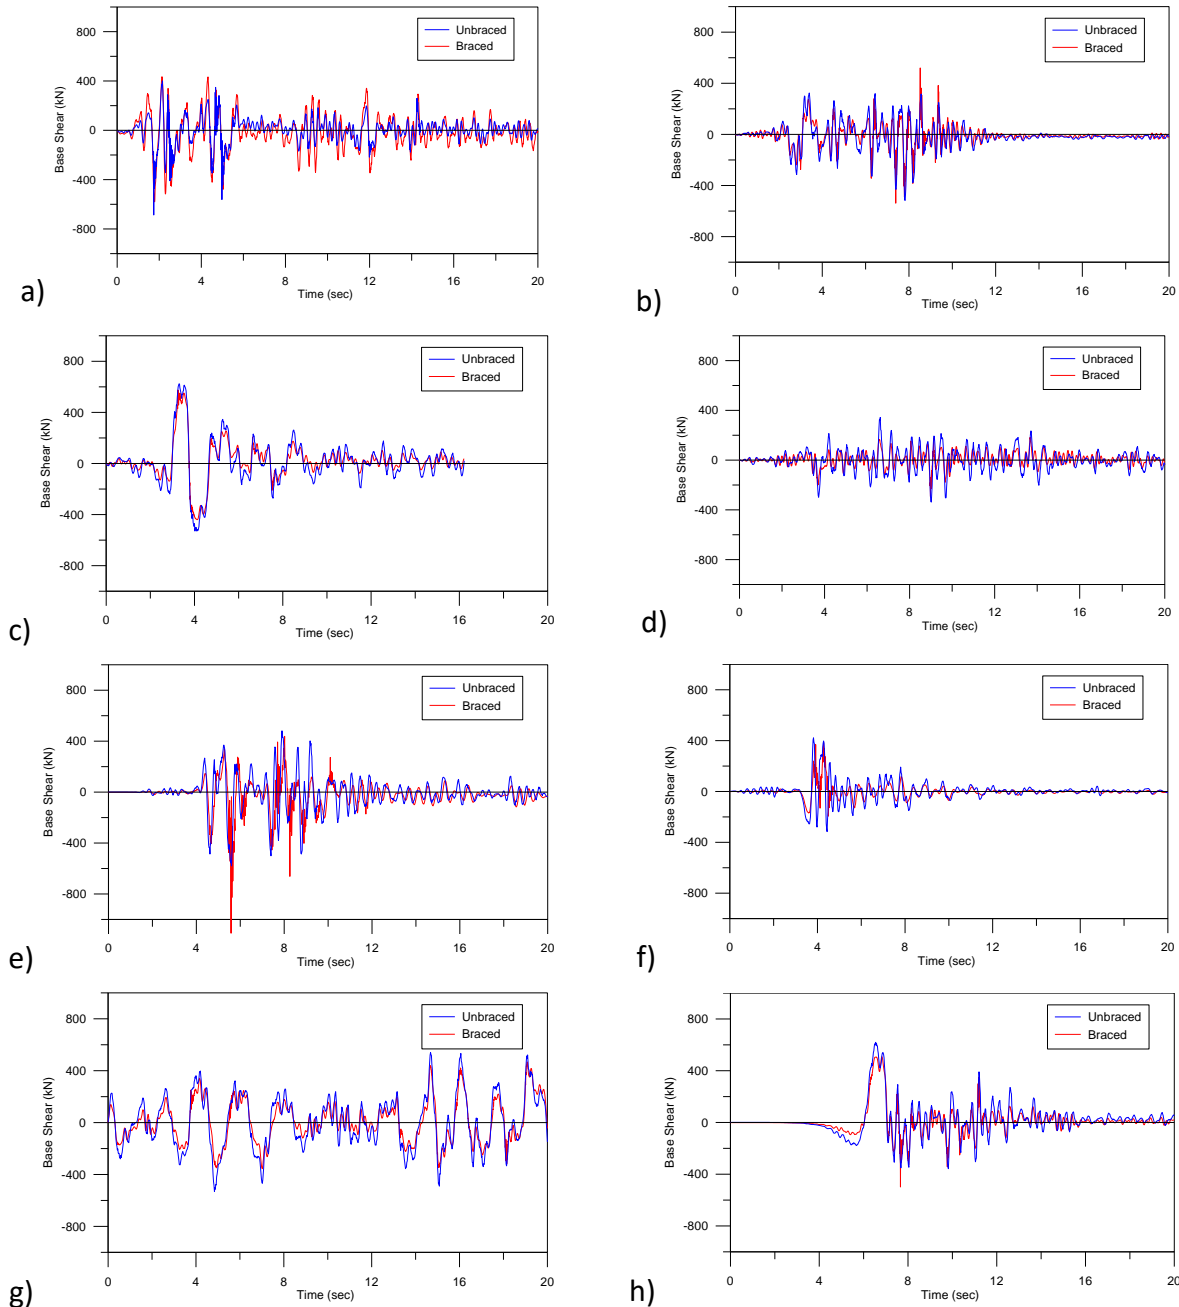 800
400
0
-400
-800
Base Shear (kN)
Unbraced
Braced
0 4 8 12 16 20
Time (sec)
a)
800
400
0
-400
-800
Base Shear (kN)
Unbraced
Braced
0 4 8 12 16 20
Time (sec)
b)
800
400
0
-400
-800
Base Shear (kN)
Unbraced
Braced
0 4 8 12 16 20
Time (sec)
c)
800
400
0
-400
-800
Base Shear (kN)
Unbraced
Braced
0 4 8 12 16 20
Time (sec)
d)
800
400
0
-400
-800
Base Shear (kN)
Unbraced
Braced
0 4 8 12 16 20
Time (sec)
e)
800
400
0
-400
-800
Base Shear (kN)
Unbraced
Braced
0 4 8 12 16 20
Time (sec)
f)
800
400
0
-400
-800
Base Shear (kN)
Unbraced
Braced
0 4 8 12 16 20
Time (sec)
g)
800
400
0
-400
-800
Base Shear (kN)
Unbraced
Braced
0 4 8 12 16 20
Time (sec)
h)